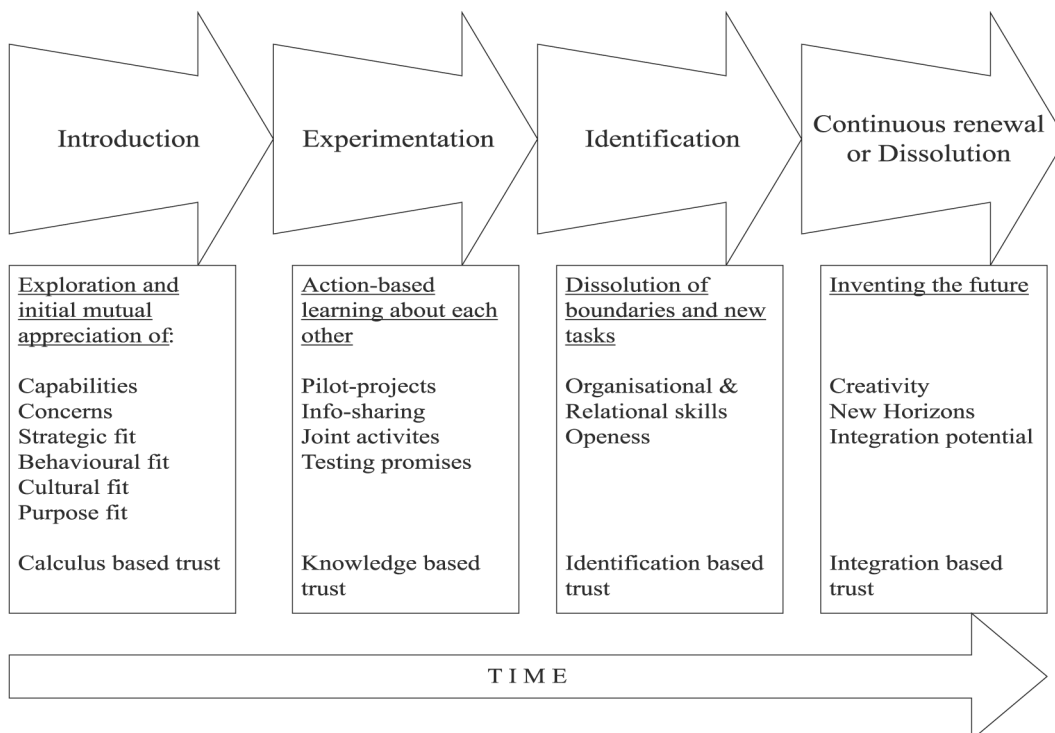 Introduction
Experimentation
Identification
Continuous renewal
or Dissolution
Exploration and
initial mutual
appreciation of:
Capabilities
Concerns
Strategic fit
Behavioural fit
Cultural fit
Purpose fit
Calculus based trust
Action-based
learning about each
other
Pilot-projects
Info-sharing
Joint activites
Testing promises
Knowledge based
trust
Dissolution of
boundaries and new
tasks
Organisational &
Relational skills
Openess
Identification based
trust
Inventing the future
Creativity
New Horizons
Integration potential
Integration based
trust
T I M E